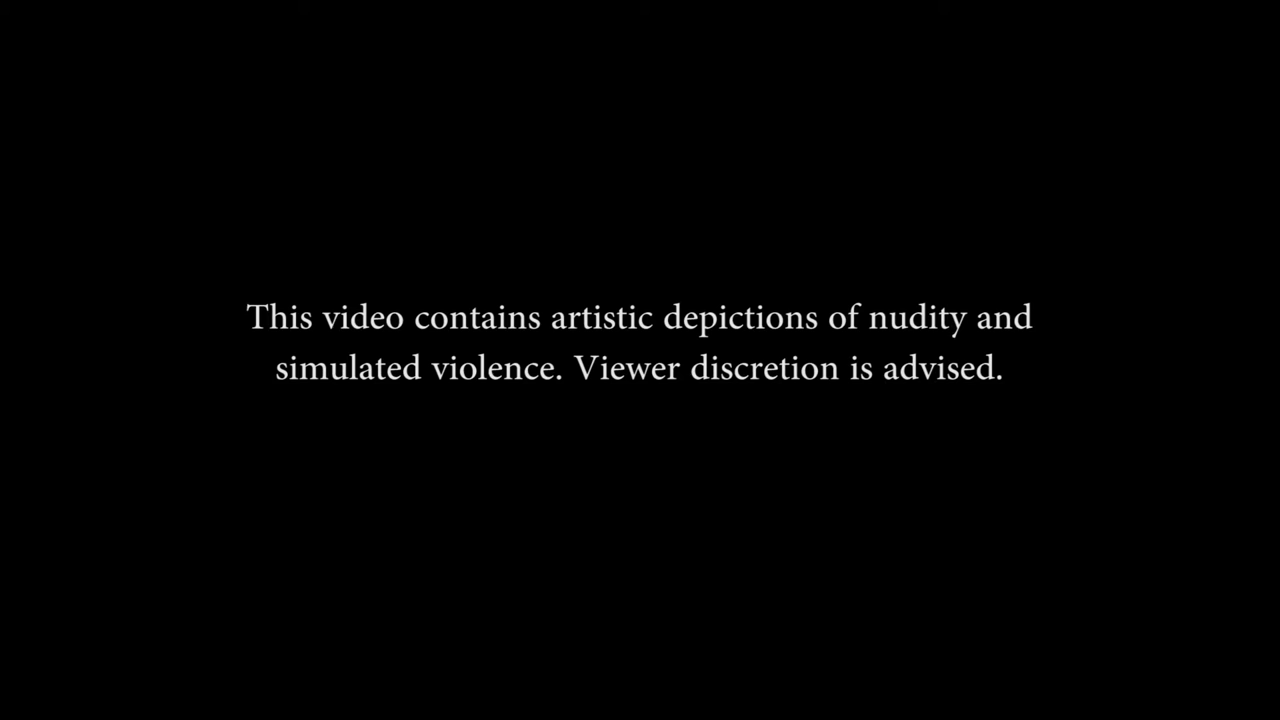 This video contains artistic depictions of nudity and
simulated violence. Viewer discretion is advised.